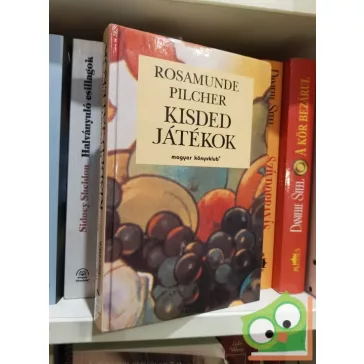 ROSAMUNDE
PILCHER
KISDED
JÁTÉKOK
magyar könyvklub
Sidney Sheldon
Halványuló csillagok
Danielle Steel
A KÖR BEZÁRUL